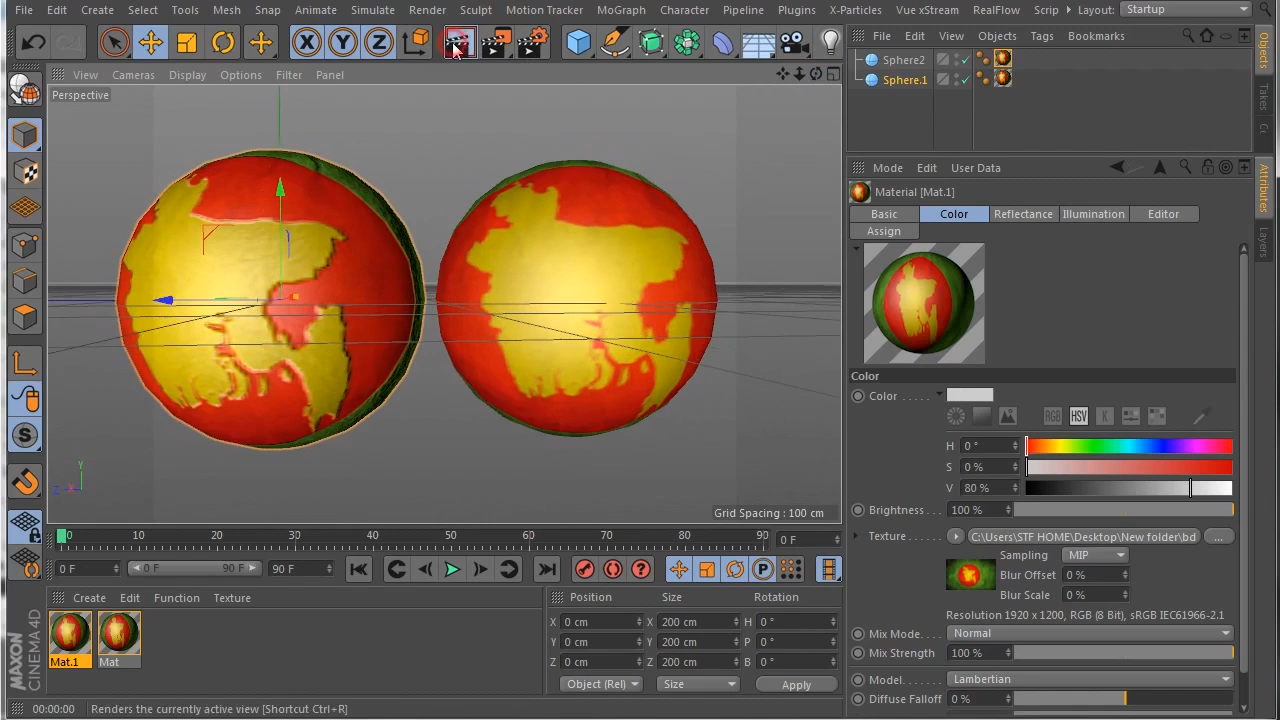 File Edit Create Select Tools Mesh Snap Animate Simulate Render Sculpt Motion Tracker MoGraph Character Pipeline Plugins X-Particles Vue xStream RealFlow Scrip Layout: Startup
X Y Z
View Cameras Display Options Filter Panel
Perspective
Grid Spacing : 100 cm
File Edit View Objects Tags Bookmarks
Sphere2
Sphere.1
Objects
Takes
Attributes
Layers
Mode Edit User Data
Material [Mat.1]
Basic Color Reflectance Illumination Editor
Assign
Color
Color . . . . .
RGB HSV K
H 0 °
S 0 %
V 80 %
Brightness . . . 100 %
Texture . . . . . C:\Users\STF HOME\Desktop\New folder\bd ...
Sampling MIP
Blur Offset 0 %
Blur Scale 0 %
Resolution 1920 x 1200, RGB (8 Bit), sRGB IEC61966-2.1
Mix Mode. . . . Normal
Mix Strength 100 %
Model. . . . . . . Lambertian
Diffuse Falloff 0 %
0 10 20 30 40 50 60 70 80 90 0 F
0 F 0 F 90 F 90 F
P
Create Edit Function Texture
Mat.1 Mat
Position Size Rotation
X 0 cm X 200 cm H 0 °
Y 0 cm Y 200 cm P 0 °
Z 0 cm Z 200 cm B 0 °
Object (Rel) Size Apply
MAXON
CINEMA4D
00:00:00 Renders the currently active view [Shortcut Ctrl+R]